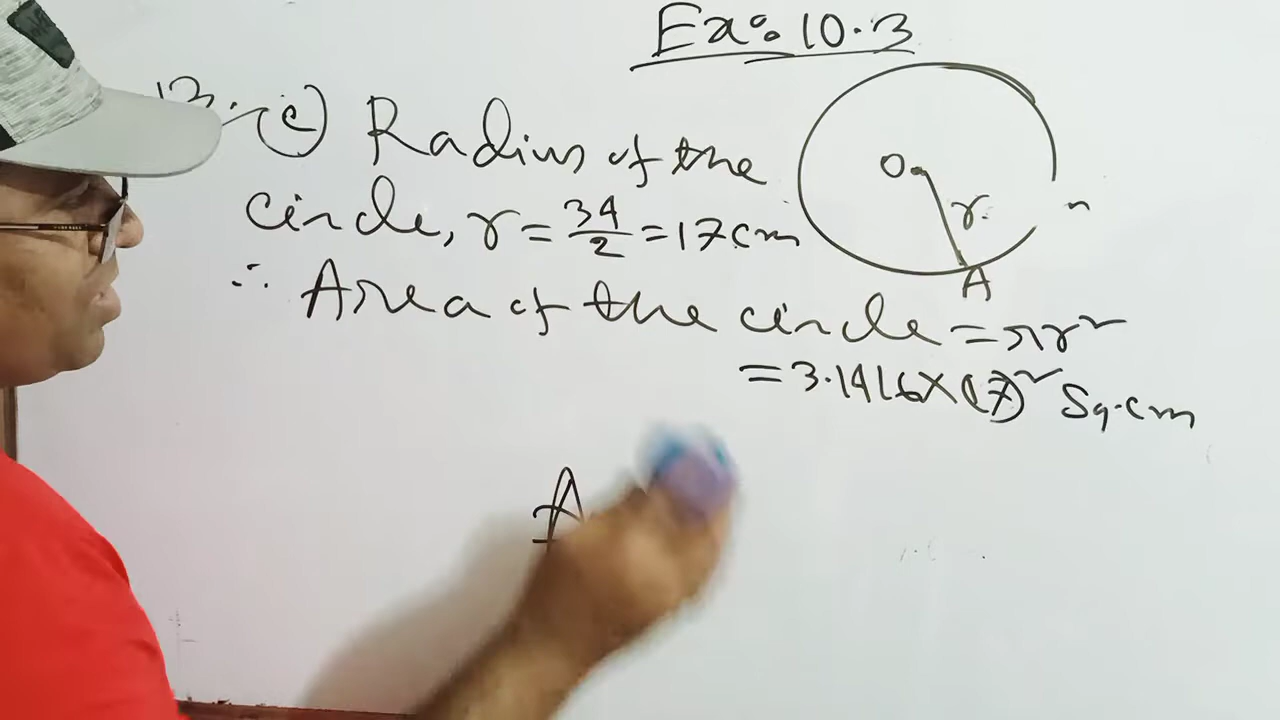 Ex: 10.3
13. (c) Radius of the
circle, r = 34/2 = 17 cm
O
r
A
∴ Area of the circle = πr²
= 3.1416 × (17)² Sq.cm
A